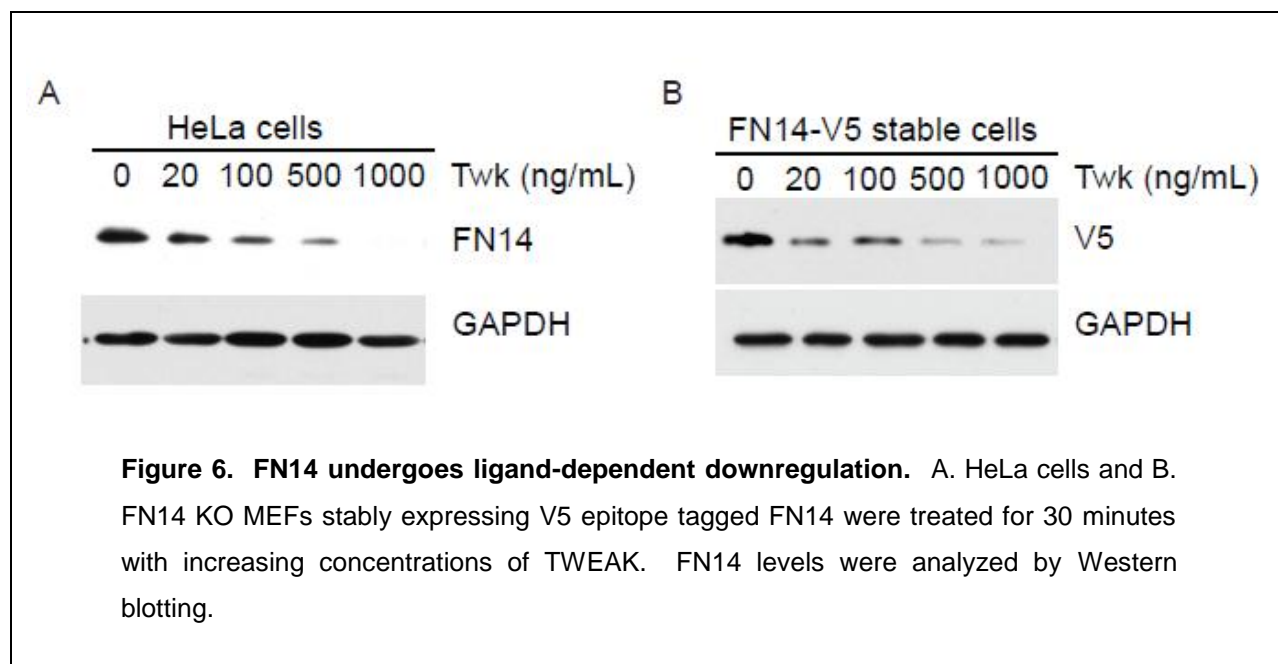 A
HeLa cells
0 20 100 500 1000 Twk (ng/mL)
FN14
GAPDH
B
FN14-V5 stable cells
0 20 100 500 1000 Twk (ng/mL)
V5
GAPDH
Figure 6. FN14 undergoes ligand-dependent downregulation. A. HeLa cells and B.
FN14 KO MEFs stably expressing V5 epitope tagged FN14 were treated for 30 minutes
with increasing concentrations of TWEAK. FN14 levels were analyzed by Western
blotting.